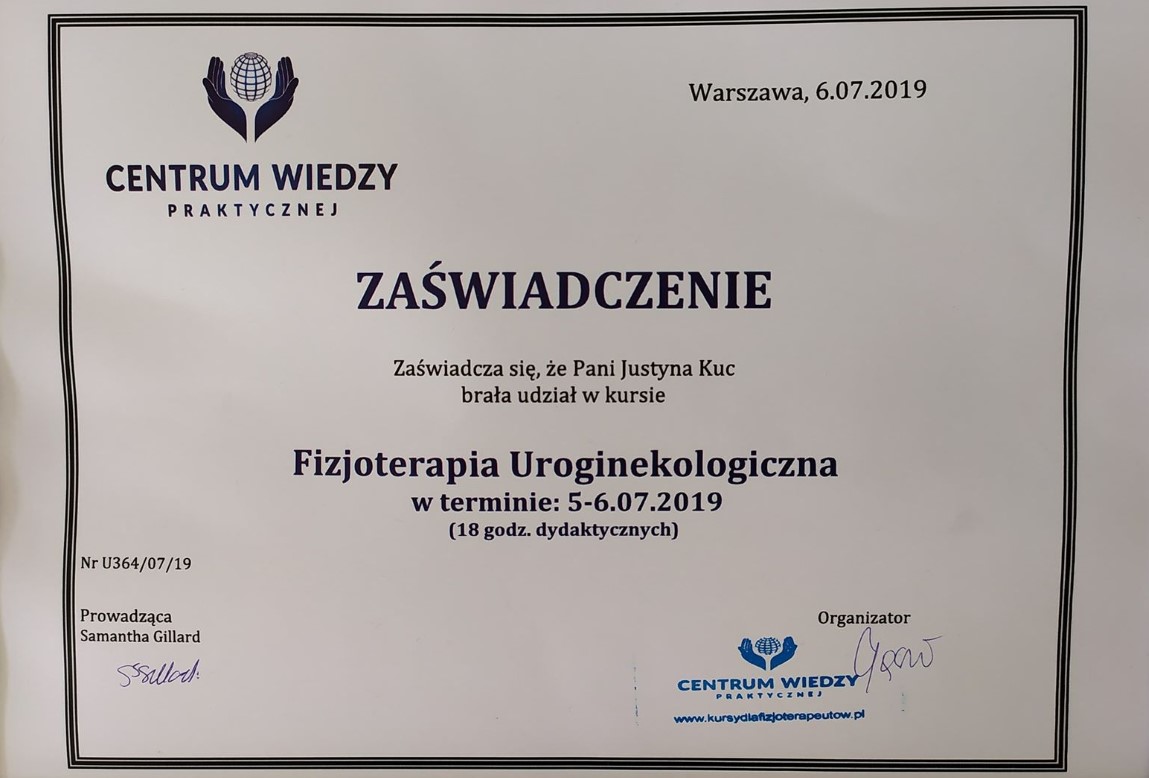 Warszawa, 6.07.2019
CENTRUM WIEDZY
PRAKTYCZNEJ
ZAŚWIADCZENIE
Zaświadcza się, że Pani Justyna Kuc
brała udział w kursie
Fizjoterapia Uroginekologiczna
w terminie: 5-6.07.2019
(18 godz. dydaktycznych)
Nr U364/07/19
Prowadząca
Samantha Gillard
Organizator
CENTRUM WIEDZY
PRAKTYCZNEJ
www.kursydlafizjoterapeutow.pl